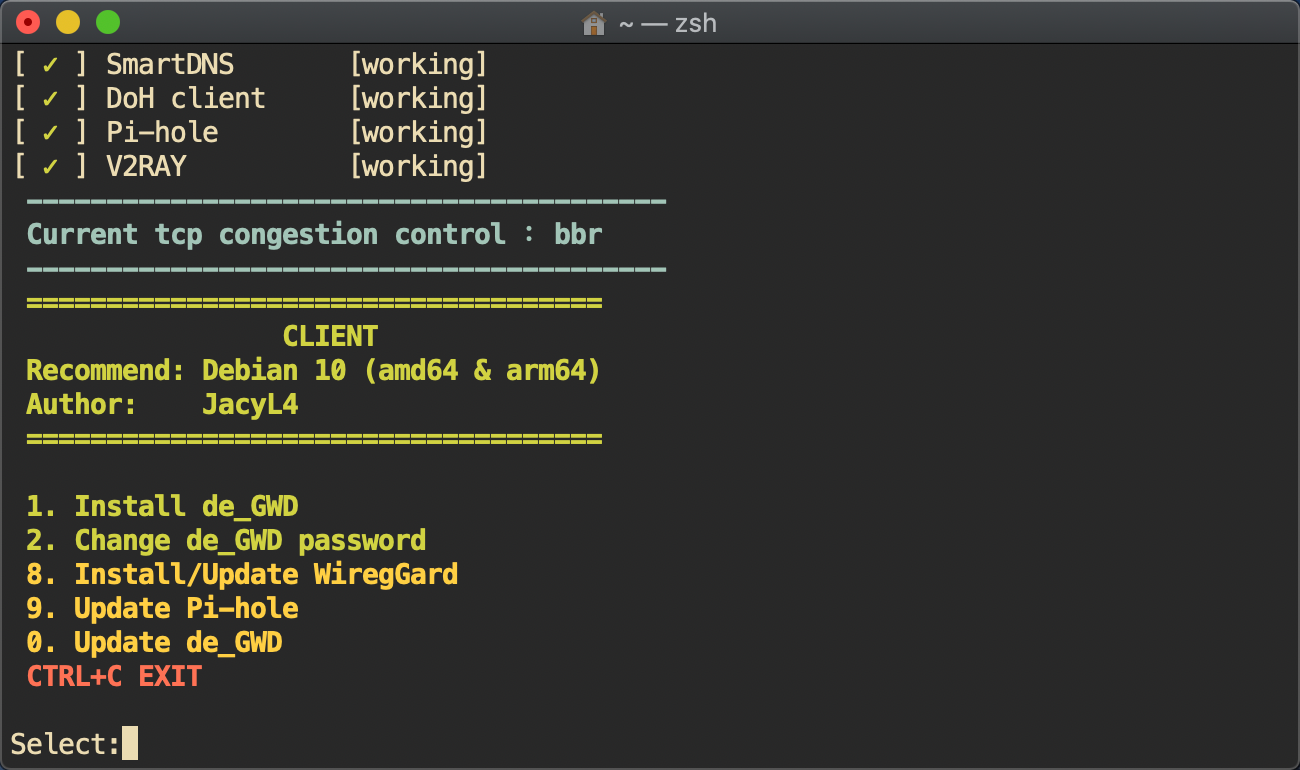 ~ — zsh
[ ✓ ] SmartDNS       [working]
[ ✓ ] DoH client     [working]
[ ✓ ] Pi-hole        [working]
[ ✓ ] V2RAY          [working]
----------------------------------------
Current tcp congestion control : bbr
----------------------------------------
====================================
CLIENT
Recommend: Debian 10 (amd64 & arm64)
Author:    JacyL4
====================================
1. Install de_GWD
2. Change de_GWD password
8. Install/Update WiregGard
9. Update Pi-hole
0. Update de_GWD
CTRL+C EXIT
Select: